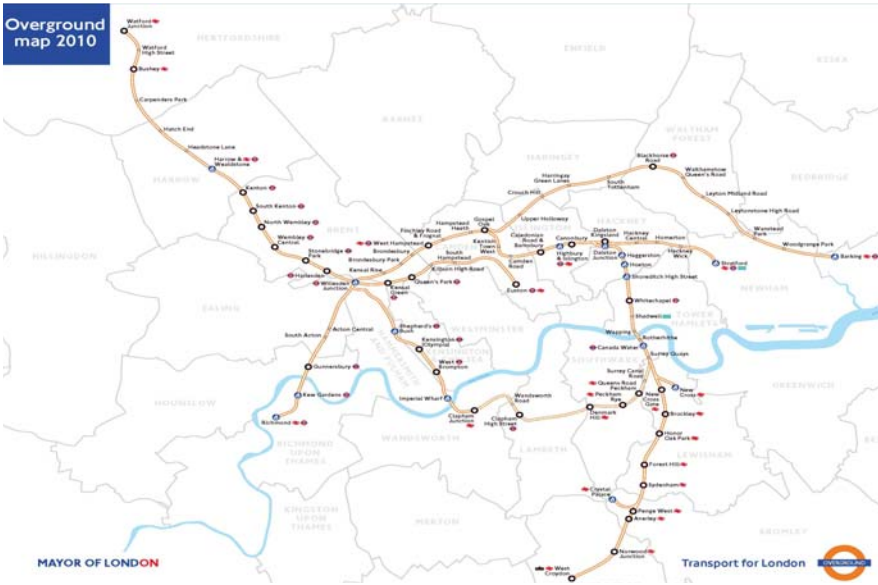 Overground
map 2010
HERTFORDSHIRE
ENFIELD
BARNET
HARROW
HARINGEY
WALTHAM
FOREST
REDBRIDGE
HILLINGDON
BRENT
CAMDEN
ISLINGTON
HACKNEY
EALING
NEWHAM
TOWER
HAMLETS
WESTMINSTER
SOUTHWARK
GREENWICH
HOUNSLOW
RICHMOND
UPON
THAMES
WANDSWORTH
LAMBETH
LEWISHAM
KINGSTON
UPON
THAMES
MERTON
BROMLEY
Watford
Junction
Watford
High Street
Bushey
Carpenders Park
Hatch End
Headstone Lane
Harrow &
Wealdstone
Kenton
South Kenton
North Wembley
Wembley
Central
Stonebridge
Park
Harlesden
Willesden
Junction
Kensal Rise
Brondesbury Park
Brondesbury
West Hampstead
Finchley Road
& Frognal
Hampstead
Heath
Gospel
Oak
Kentish
Town
West
Camden
Road
Caledonian
Road &
Barnsbury
Highbury
& Islington
Canonbury
Dalston
Kingsland
Dalston
Junction
Hackney
Central
Homerton
Hackney
Wick
Stratford
Upper Holloway
Crouch Hill
Harringay
Green Lanes
South
Tottenham
Blackhorse
Road
Walthamstow
Queen's Road
Leyton Midland Road
Leytonstone High Road
Wanstead
Park
Woodgrange Park
Barking
Kensal
Green
Queen's Park
Kilburn High Road
South
Hampstead
Euston
Haggerston
Hoxton
Shoreditch High Street
Whitechapel
Shadwell
Wapping
Rotherhithe
Canada Water
Surrey Quays
Surrey Canal
Road
Queens Road
Peckham
Peckham
Rye
Denmark
Hill
New
Cross
Gate
New
Cross
Brockley
Honor
Oak Park
Forest Hill
Sydenham
Crystal
Palace
Penge West
Anerley
Norwood
Junction
West
Croydon
South Acton
Acton Central
Gunnersbury
Kew Gardens
Richmond
Shepherd's
Bush
Kensington
(Olympia)
West
Brompton
Imperial Wharf
Clapham
Junction
Wandsworth
Road
Clapham
High Street
MAYOR OF LONDON
Transport for London
OVERGROUND